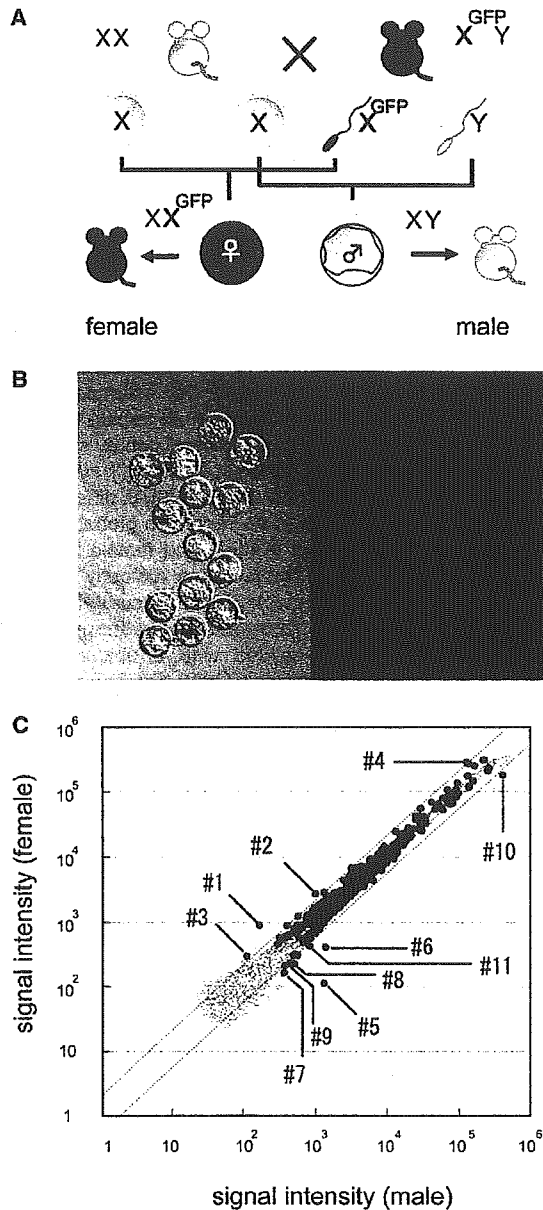 A
XX
X^GFP Y
X
X
X^GFP
Y
XX^GFP
♀
♂
XY
female
male
B
C
signal intensity (female)
10^6
10^5
10^4
10^3
10^2
10
1
#4
#10
#2
#1
#3
#6
#11
#8
#5
#9
#7
1
10
10^2
10^3
10^4
10^5
10^6
signal intensity (male)